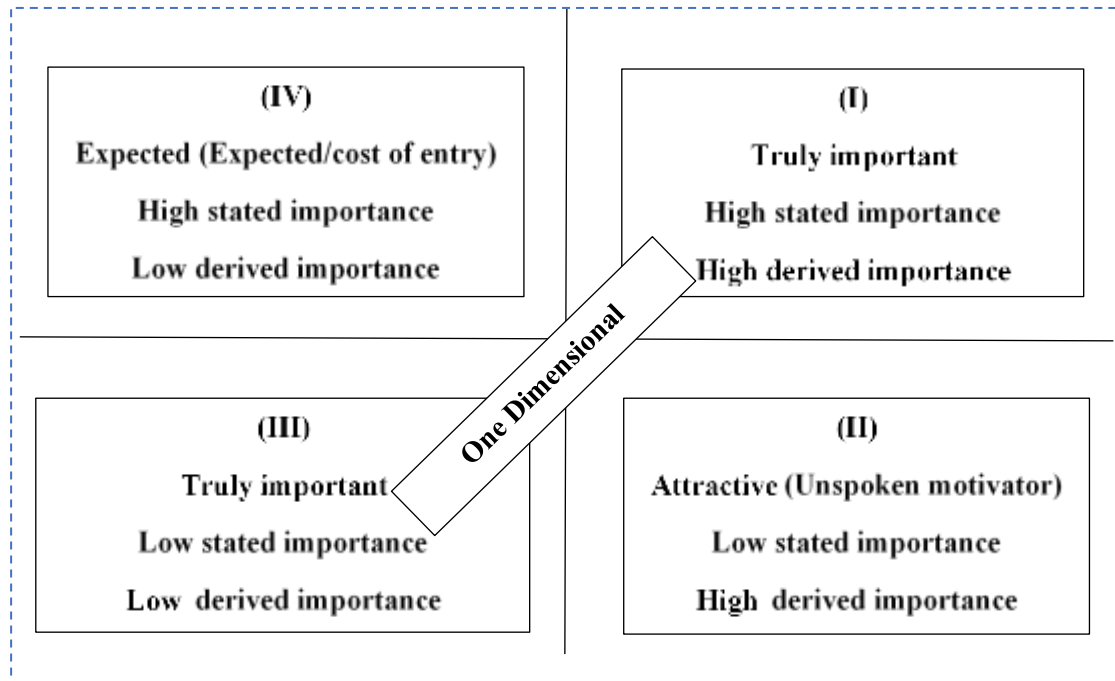 (IV)
Expected (Expected/cost of entry)
High stated importance
Low derived importance
(I)
Truly important
High stated importance
High derived importance
One Dimensional
(III)
Truly important
Low stated importance
Low derived importance
(II)
Attractive (Unspoken motivator)
Low stated importance
High derived importance